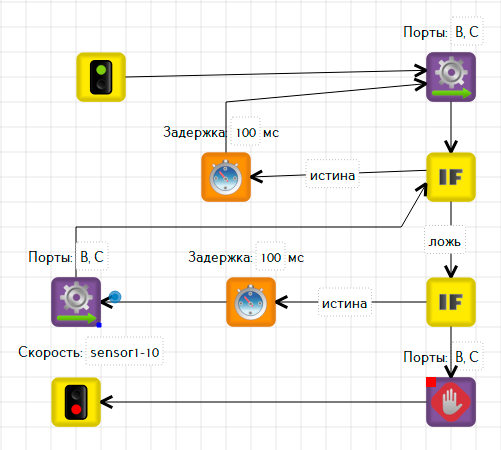 Порты: B, C
Задержка: 100 мс
истина
IF
ложь
Порты: B, C
Задержка: 100 мс
истина
IF
Скорость: sensor1-10
Порты: B, C